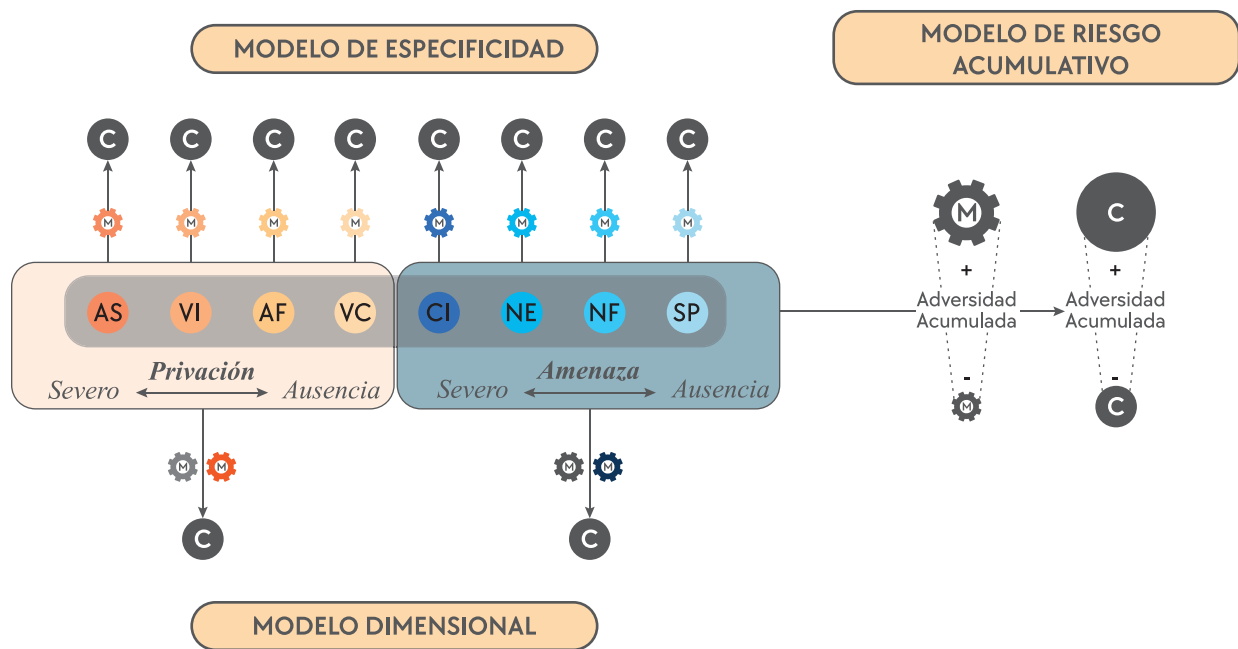 MODELO DE ESPECIFICIDAD
MODELO DE RIESGO
ACUMULATIVO
C C C C C C C C
M M M M M M M M
M C
+ +
AS VI AF VC CI NE NF SP
Adversidad Adversidad
Acumulada Acumulada
Privación Amenaza
Severo Ausencia Severo Ausencia
- -
M C
M M M M
C C
MODELO DIMENSIONAL